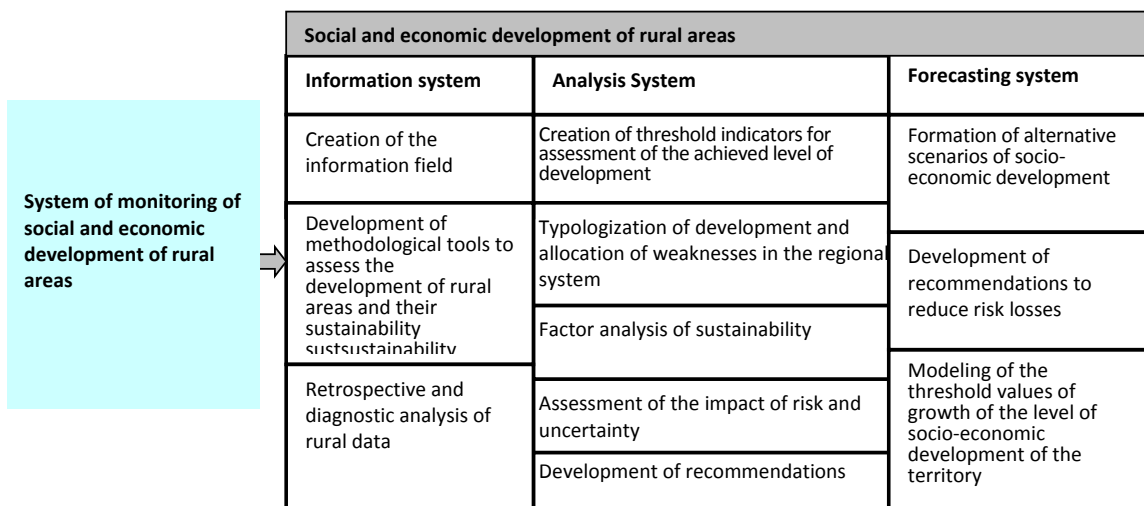 Social and economic development of rural areas
Information system
Analysis System
Forecasting system
System of monitoring of
social and economic
development of rural
areas
Creation of the
information field
Development of
methodological tools to
assess the
development of rural
areas and their
sustainability
sustsustainability
Retrospective and
diagnostic analysis of
rural data
Creation of threshold indicators for
assessment of the achieved level of
development
Typologization of development and
allocation of weaknesses in the regional
system
Factor analysis of sustainability
Assessment of the impact of risk and
uncertainty
Development of recommendations
Formation of alternative
scenarios of socio-
economic development
Development of
recommendations to
reduce risk losses
Modeling of the
threshold values of
growth of the level of
socio-economic
development of the
territory